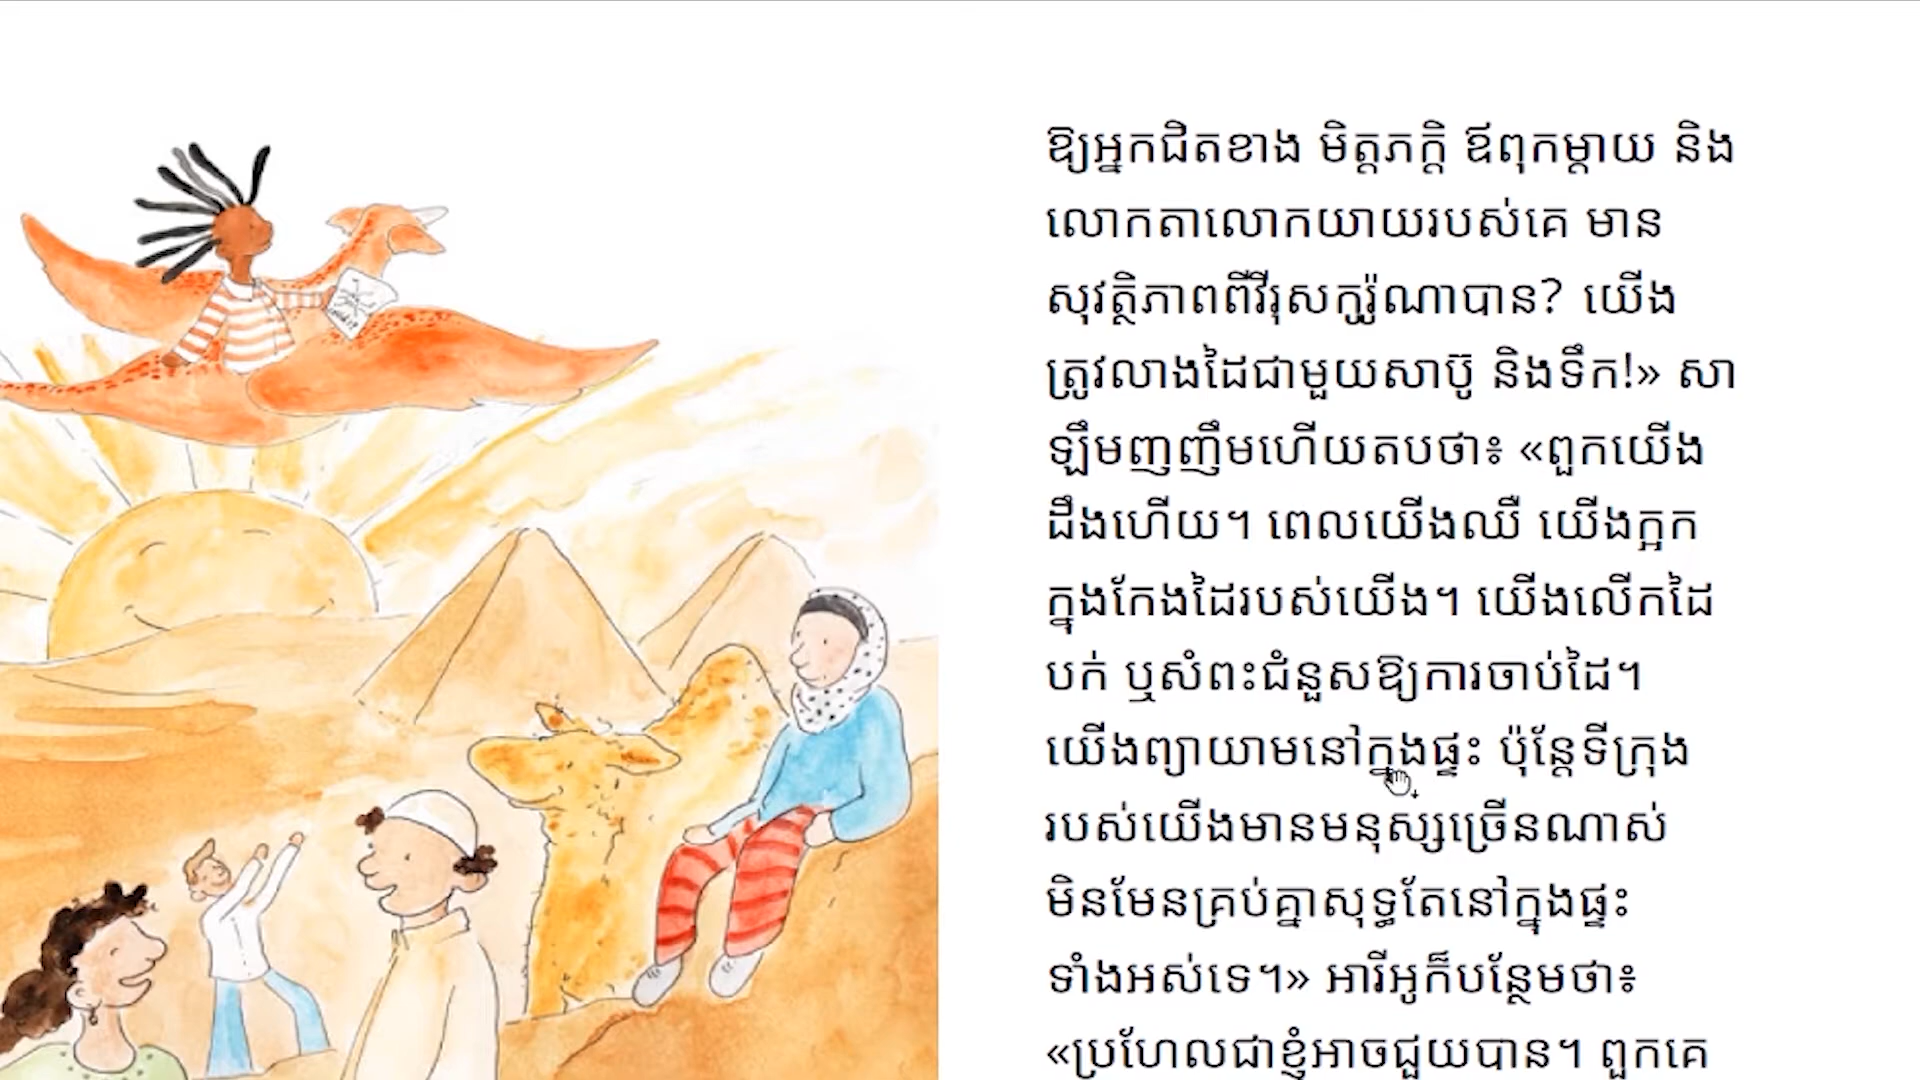 ឱ្យអ្នកជិតខាង មិត្តភក្តិ ឪពុកម្តាយ និង
លោកតាលោកយាយរបស់គេ មាន
សុវត្ថិភាពពីវីរុសកូរ៉ូណាបាន? យើង
ត្រូវលាងដៃជាមួយសាប៊ូ និងទឹក!» សា
ឡឹមញញឹមហើយតបថា៖ «ពួកយើង
ដឹងហើយ។ ពេលយើងឈឺ យើងក្អក
ក្នុងកែងដៃរបស់យើង។ យើងលើកដៃ
បក់ ឬសំពះជំនួសឱ្យការចាប់ដៃ។
យើងព្យាយាមនៅក្នុងផ្ទះ ប៉ុន្តែទីក្រុង
របស់យើងមានមនុស្សច្រើនណាស់
មិនមែនគ្រប់គ្នាសុទ្ធតែនៅក្នុងផ្ទះ
ទាំងអស់ទេ។» អារីអូក៏បន្ថែមថា៖
«ប្រហែលជាខ្ញុំអាចជួយបាន។ ពួកគេ